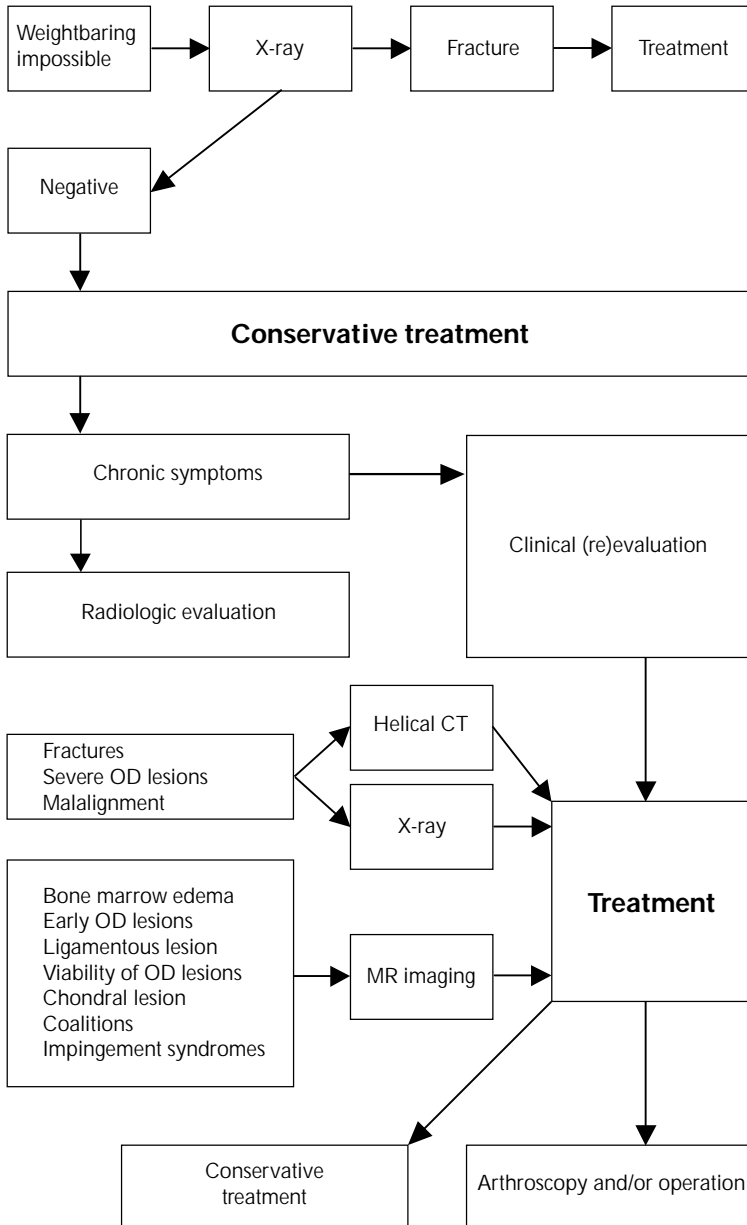 Weightbaring
impossible
X-ray
Fracture
Treatment
Negative
Conservative treatment
Chronic symptoms
Clinical (re)evaluation
Radiologic evaluation
Helical CT
Fractures
Severe OD lesions
Malalignment
X-ray
Treatment
Bone marrow edema
Early OD lesions
Ligamentous lesion
Viability of OD lesions
Chondral lesion
Coalitions
Impingement syndromes
MR imaging
Conservative
treatment
Arthroscopy and/or operation